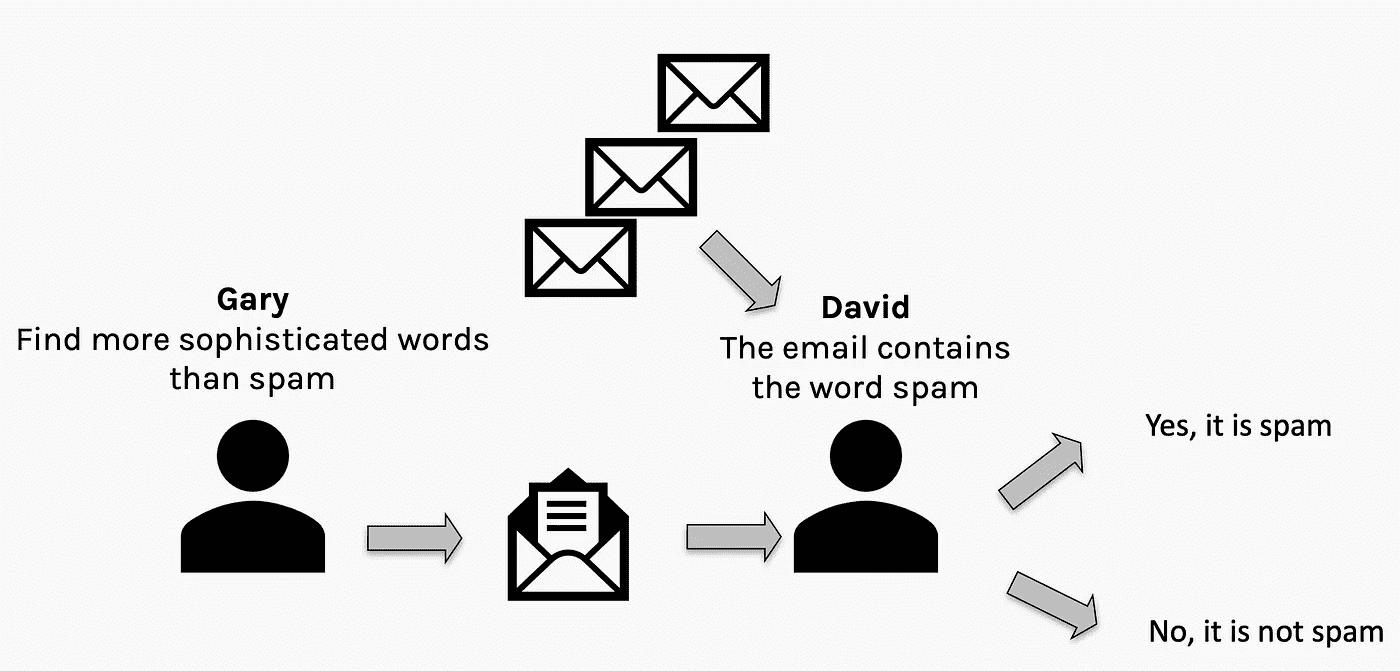 Gary
Find more sophisticated words
than spam
David
The email contains
the word spam
Yes, it is spam
No, it is not spam